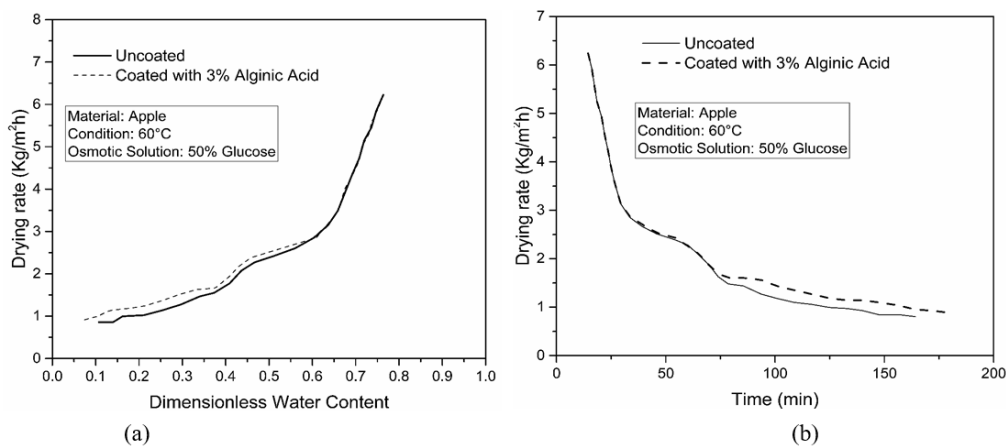 8
7
6
5
4
3
2
1
0
0.0 0.1 0.2 0.3 0.4 0.5 0.6 0.7 0.8 0.9 1.0
Drying rate (Kg/m²h)
Dimensionless Water Content
Uncoated
Coated with 3% Alginic Acid
Material: Apple
Condition: 60°C
Osmotic Solution: 50% Glucose
(a)
7
6
5
4
3
2
1
0
0 50 100 150 200
Drying rate (Kg/m²h)
Time (min)
Uncoated
Coated with 3% Alginic Acid
Material: Apple
Condition: 60°C
Osmotic Solution: 50% Glucose
(b)